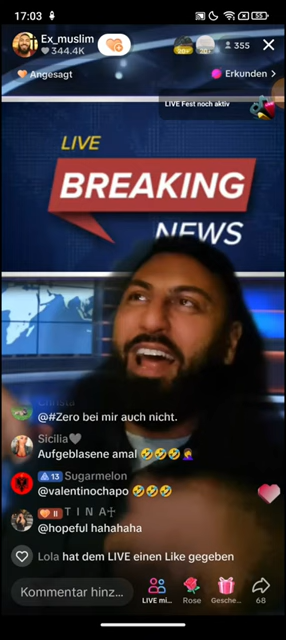 17:03
55
Ex_muslim
344.4K
355
Angesagt
Erkunden >
LIVE Fest noch aktiv
LIVE
BREAKING
NEWS
@#Zero bei mir auch nicht.
Sicilia🩶
Aufgeblasene amal 🤣🤣🤣🤦‍♀️
13 Sugarmelon
@valentinochapo 🤣🤣🤣
II T I N A ☥
@hopeful hahahaha
Lola hat dem LIVE einen Like gegeben
Kommentar hinz...
LIVE mi...
Rose
Gesche...
68